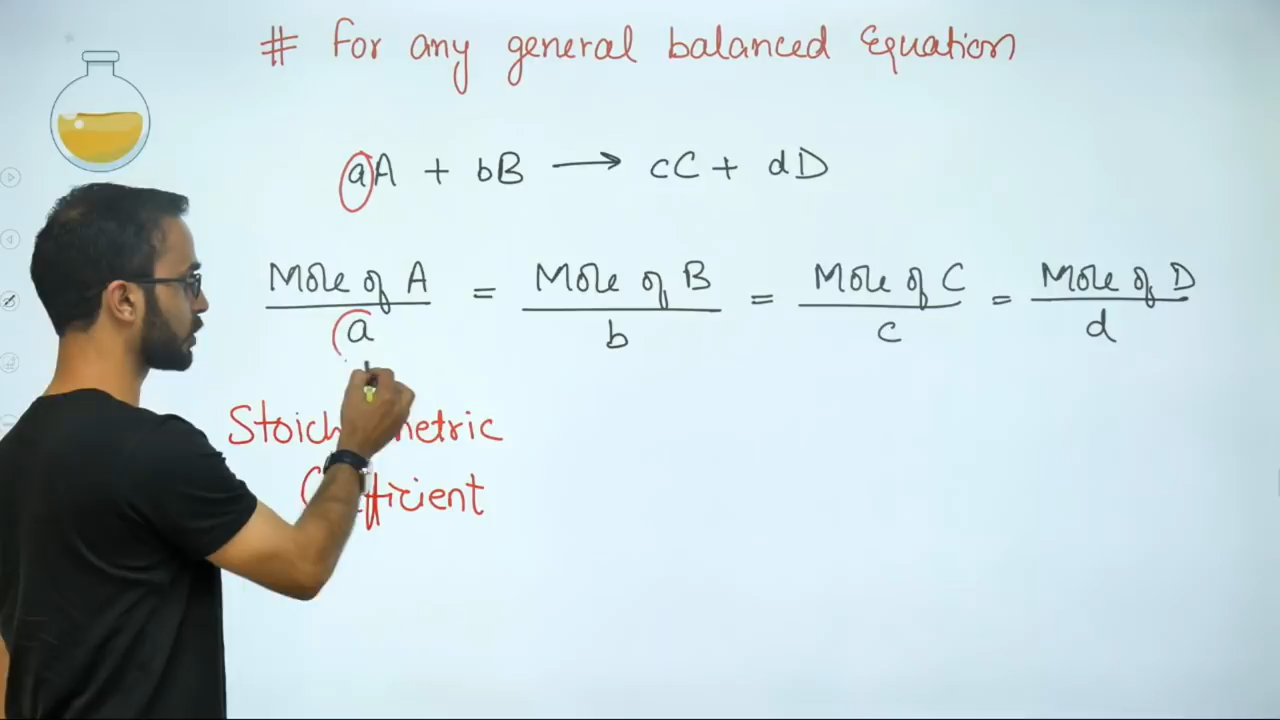 # For any general balanced Equation
aA + bB ⟶ cC + dD
Mole of A = Mole of B = Mole of C = Mole of D
a b c d